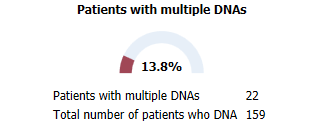 Patients with multiple DNAs
13.8%
Patients with multiple DNAs 22
Total number of patients who DNA 159